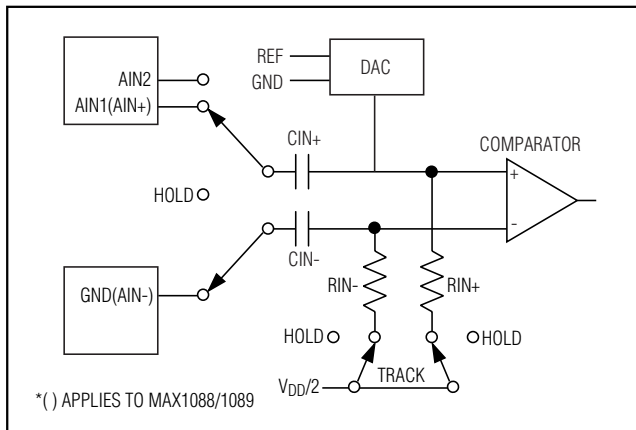 REF
GND
DAC
AIN2
AIN1(AIN+)
CIN+
COMPARATOR
+
HOLD
-
CIN-
GND(AIN-)
RIN-
RIN+
HOLD
HOLD
TRACK
VDD/2
*( ) APPLIES TO MAX1088/1089